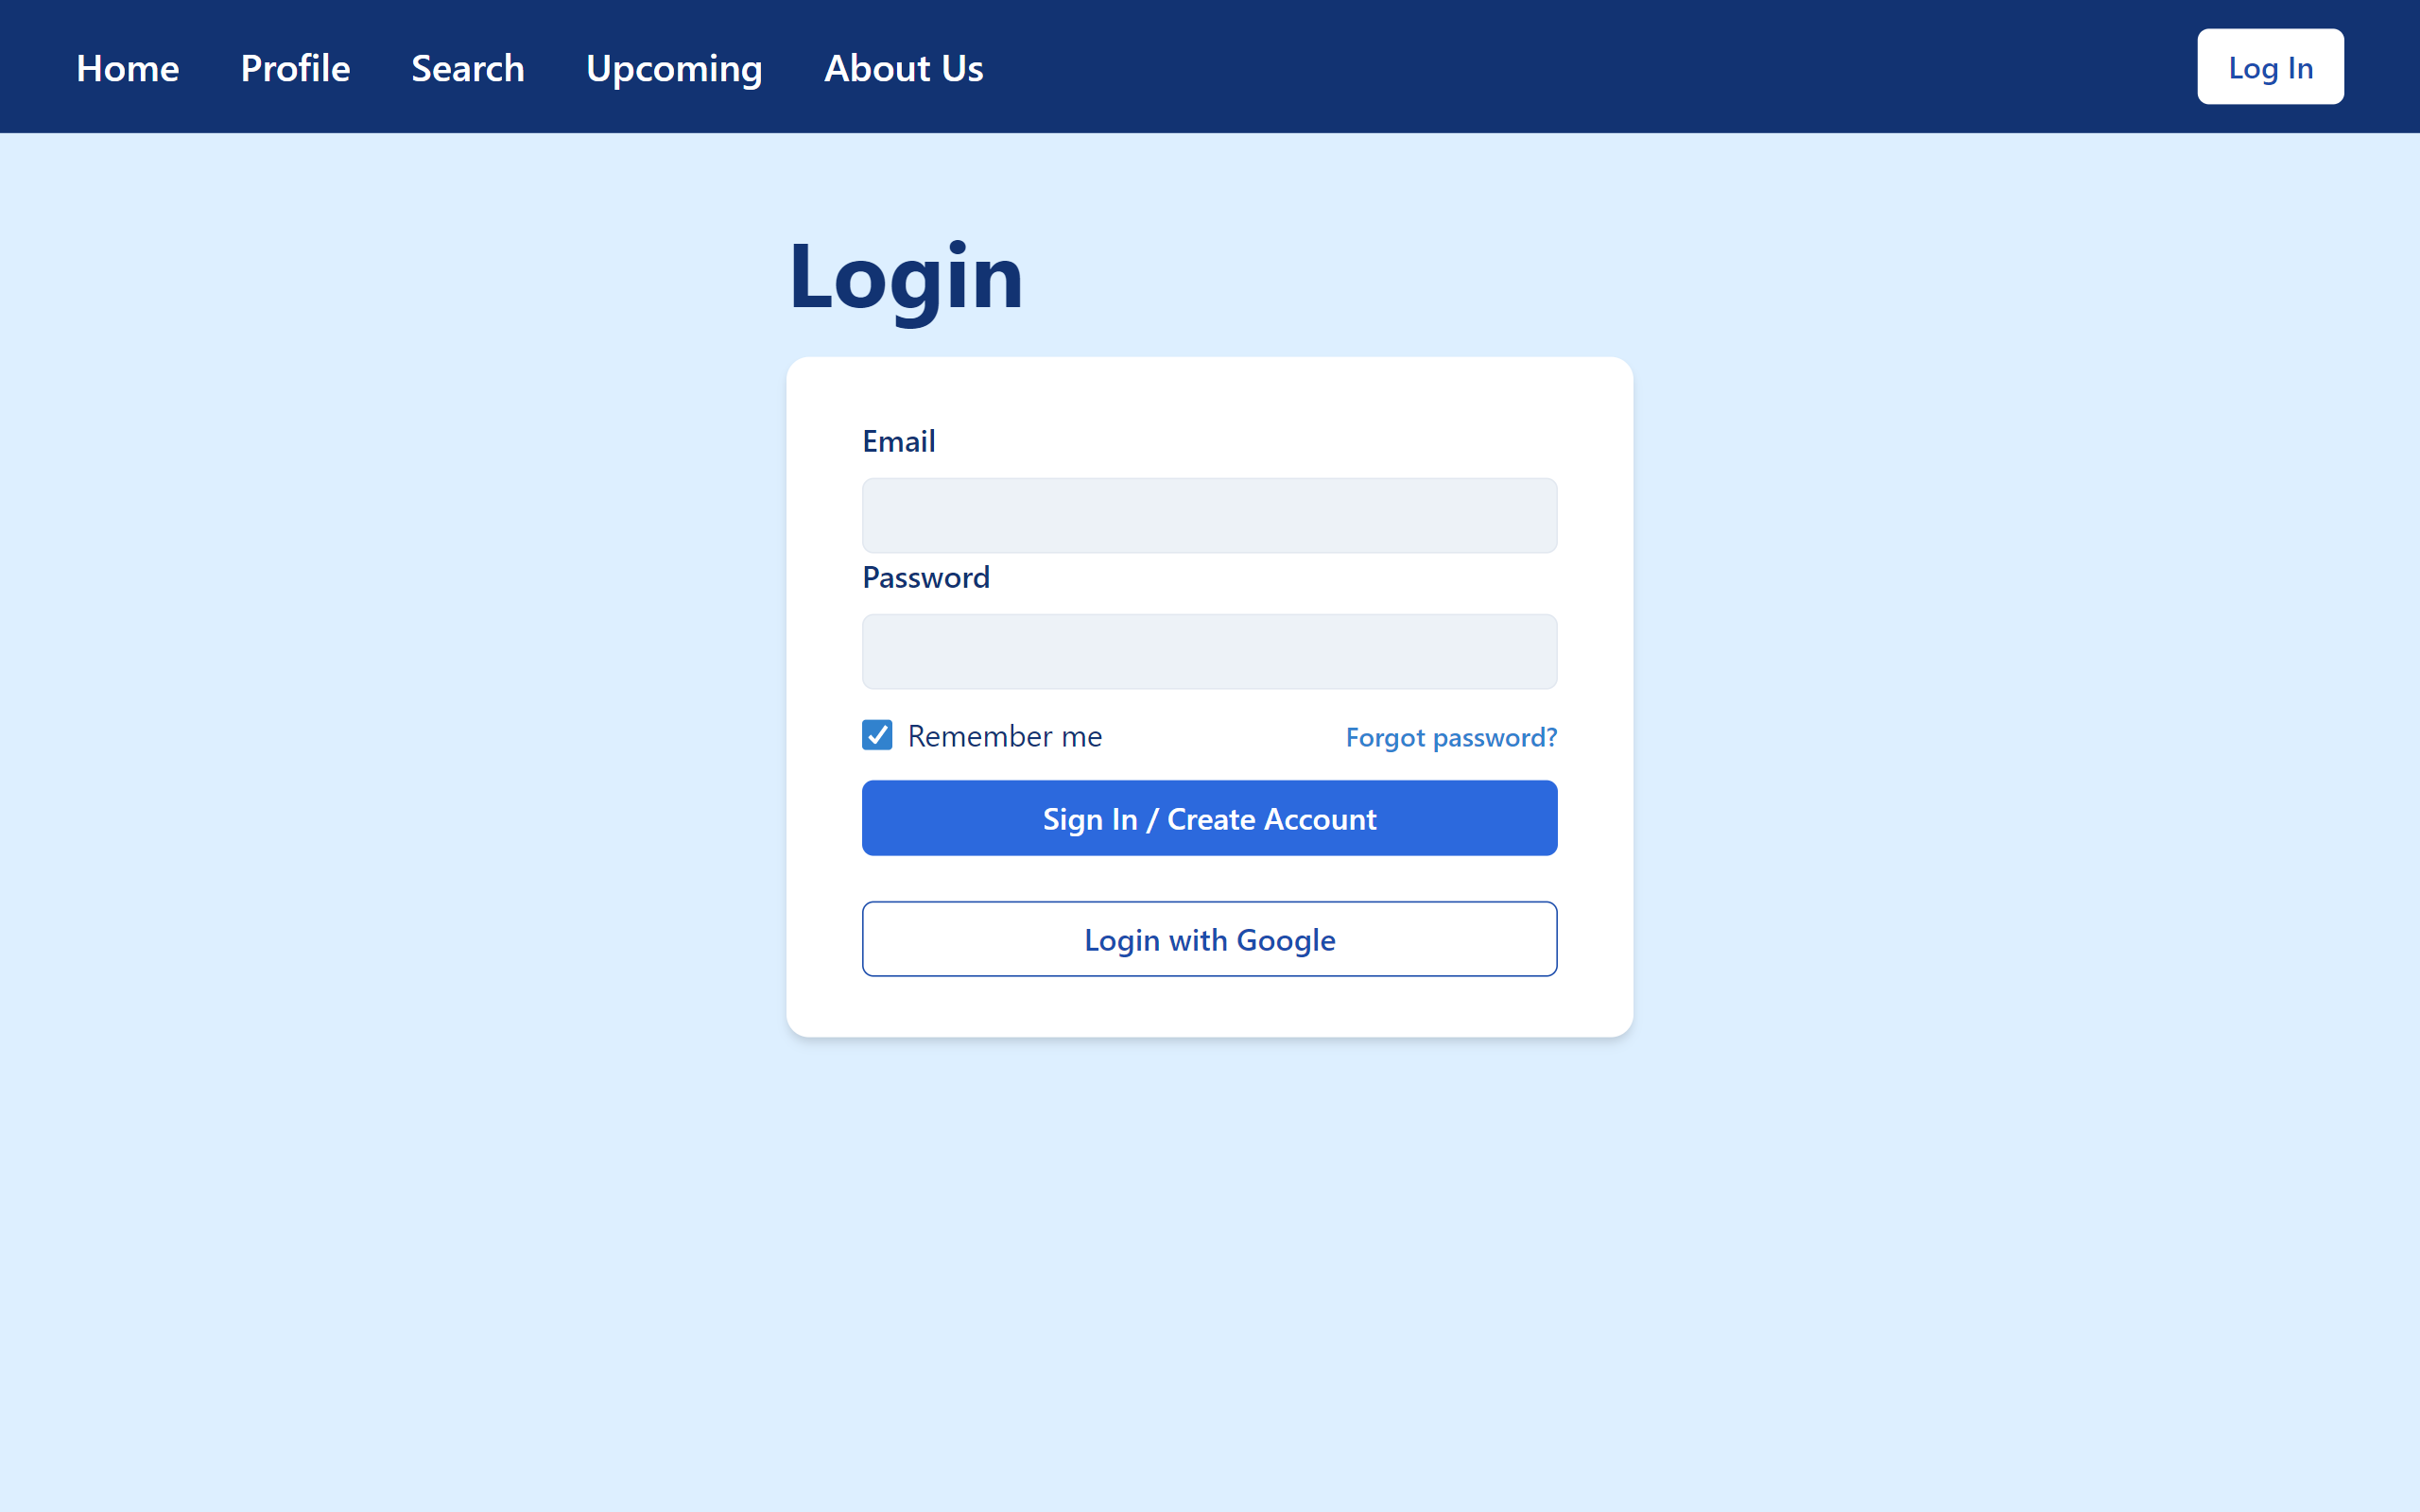 Home Profile Search Upcoming About Us Log In
Login
Email
Password
Remember me Forgot password?
Sign In / Create Account
Login with Google